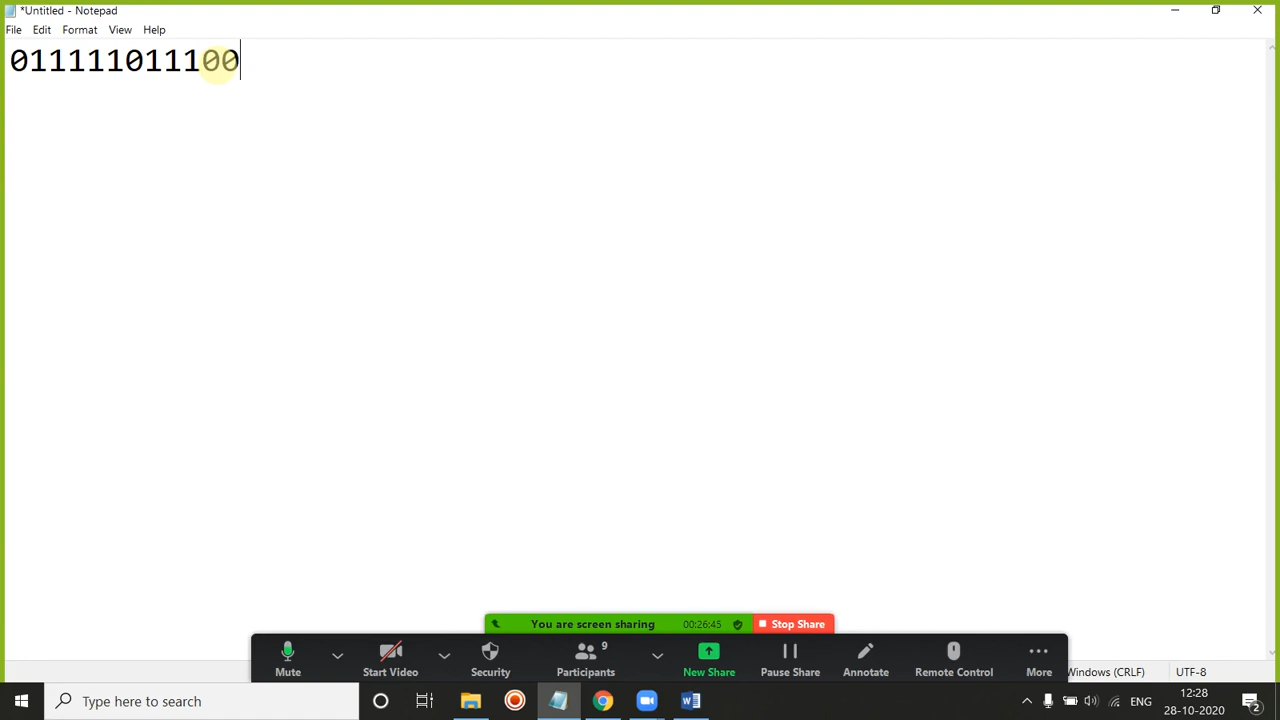 *Untitled - Notepad
File Edit Format View Help
011111011100
You are screen sharing 00:26:45 Stop Share
9
Mute Start Video Security Participants New Share Pause Share Annotate Remote Control More
Windows (CRLF) UTF-8
Type here to search
ENG
12:28
28-10-2020
2